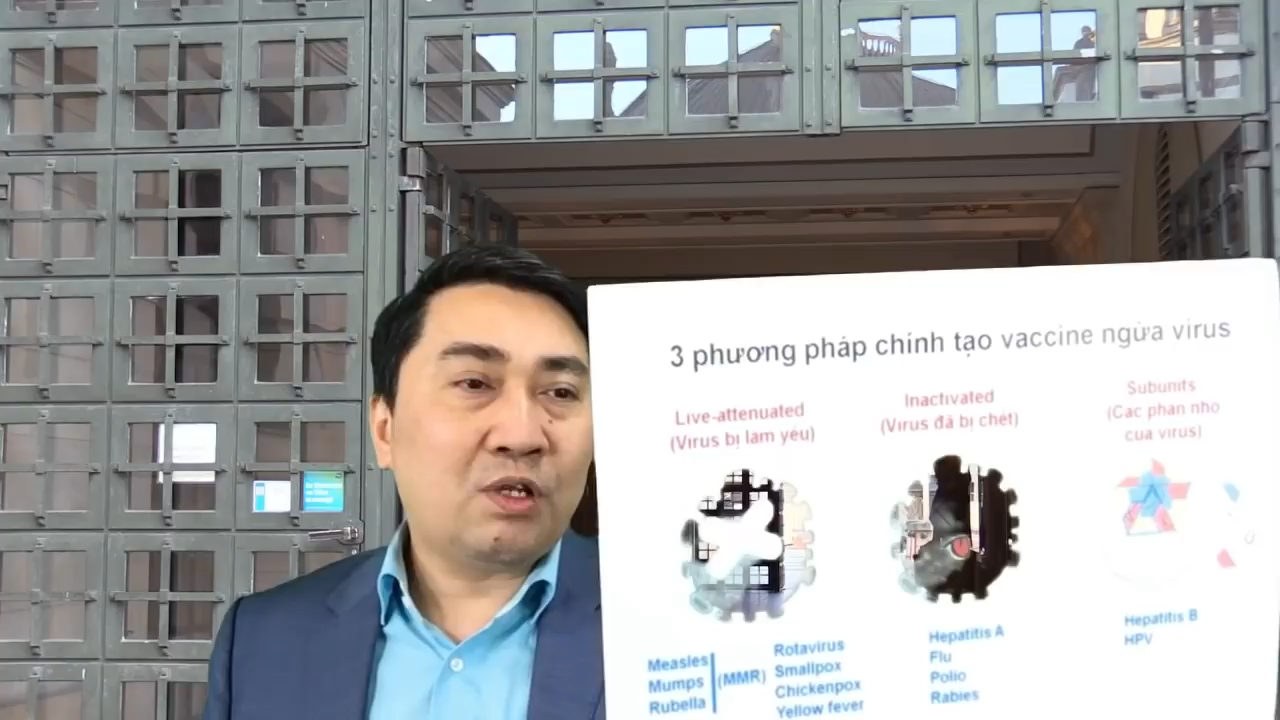 3 phương pháp chính tạo vaccine ngừa virus
Live-attenuated
(Virus bị làm yếu)
Inactivated
(Virus đã bị chết)
Subunits
(Các phần nhỏ
của virus)
Measles
Mumps
Rubella
(MMR)
Rotavirus
Smallpox
Chickenpox
Yellow fever
Hepatitis A
Flu
Polio
Rabies
Hepatitis B
HPV